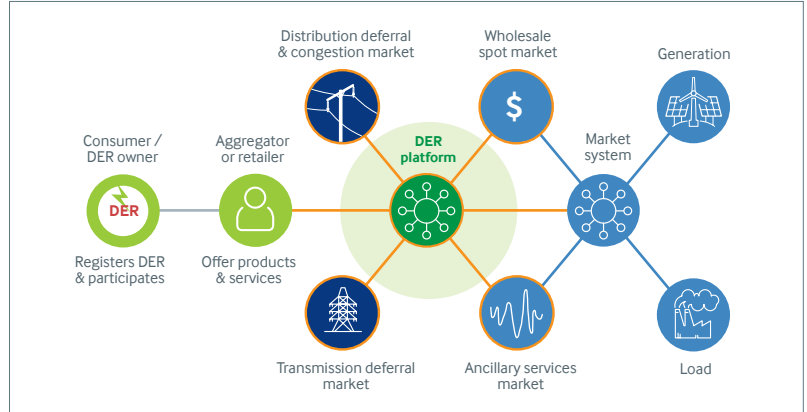 Distribution deferral
& congestion market
Wholesale
spot market
Generation
Consumer /
DER owner
Aggregator
or retailer
DER
platform
$
Market
system
DER
Registers DER
& participates
Offer products
& services
Transmission deferral
market
Ancillary services
market
Load